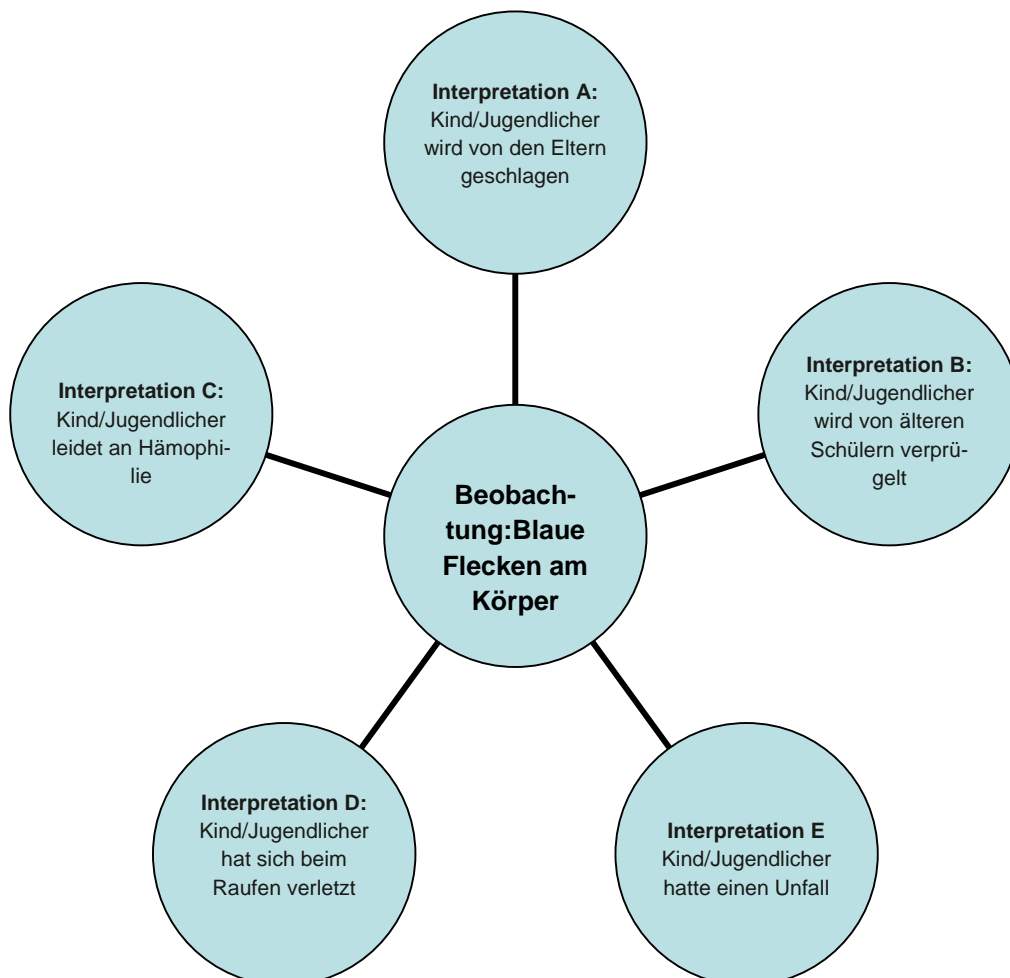 Interpretation A:
Kind/Jugendlicher
wird von den Eltern
geschlagen
Interpretation C:
Kind/Jugendlicher
leidet an Hämophi-
lie
Interpretation B:
Kind/Jugendlicher
wird von älteren
Schülern verprü-
gelt
Beobach-
tung:Blaue
Flecken am
Körper
Interpretation D:
Kind/Jugendlicher
hat sich beim
Raufen verletzt
Interpretation E
Kind/Jugendlicher
hatte einen Unfall